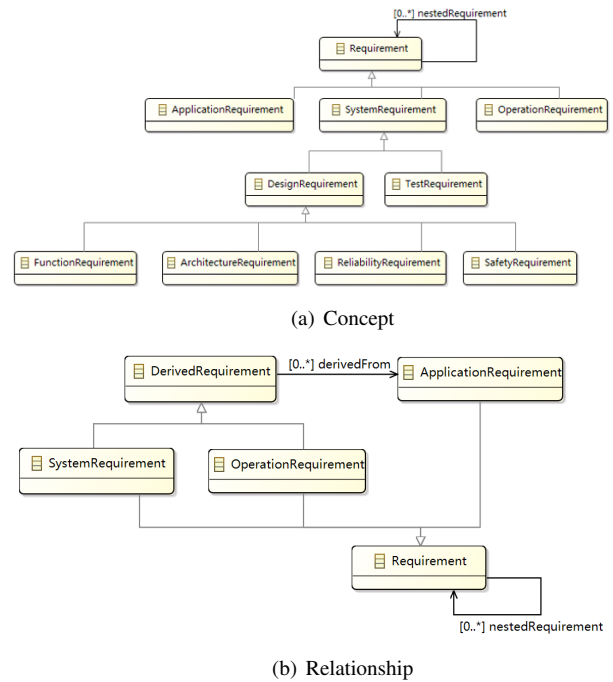 [0..*] nestedRequirement
Requirement
ApplicationRequirement SystemRequirement OperationRequirement
DesignRequirement TestRequirement
FunctionRequirement ArchitectureRequirement ReliabilityRequirement SafetyRequirement
(a) Concept
DerivedRequirement [0..*] derivedFrom ApplicationRequirement
SystemRequirement OperationRequirement
Requirement
[0..*] nestedRequirement
(b) Relationship